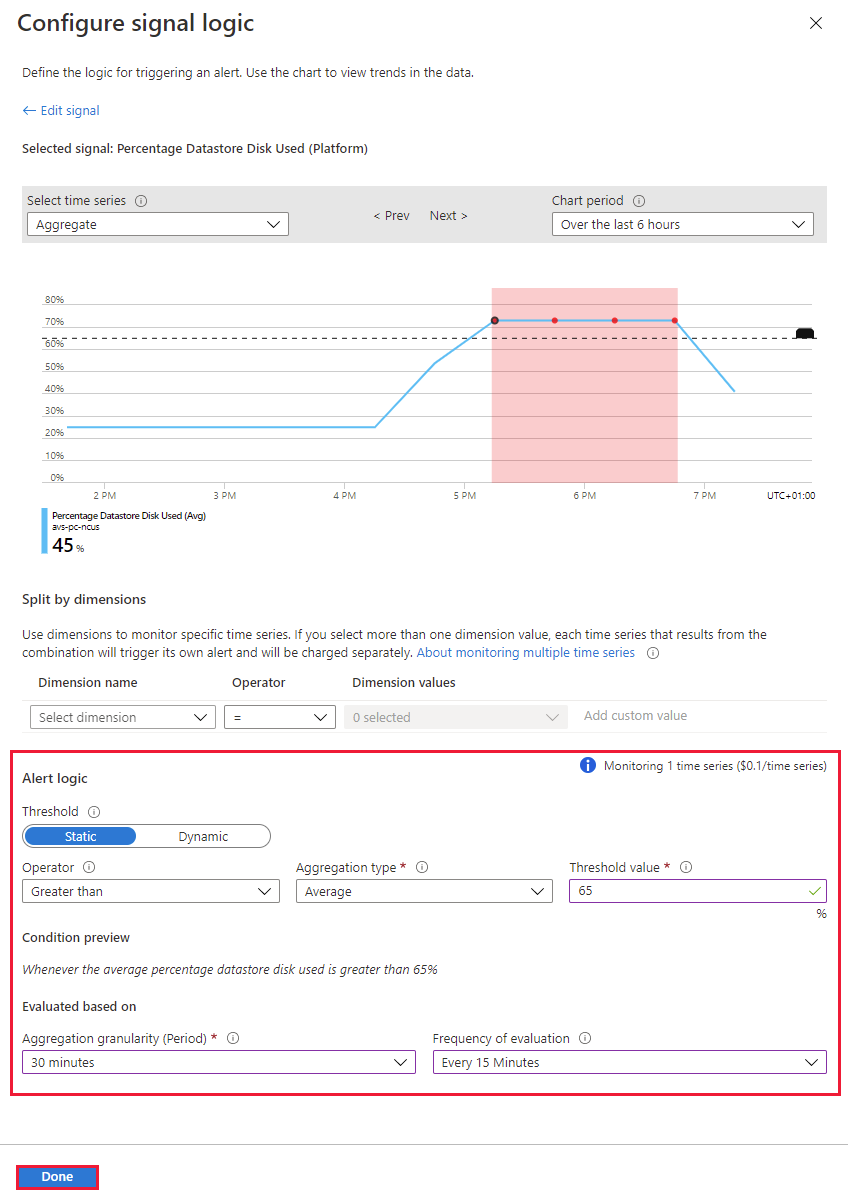 Configure signal logic
Define the logic for triggering an alert. Use the chart to view trends in the data.
← Edit signal
Selected signal: Percentage Datastore Disk Used (Platform)
Select time series
Chart period
Aggregate
< Prev Next >
Over the last 6 hours
80%
70%
60%
50%
40%
30%
20%
10%
0%
2 PM 3 PM 4 PM 5 PM 6 PM 7 PM UTC+01:00
Percentage Datastore Disk Used (Avg)
avs-pc-ncus
45 %
Split by dimensions
Use dimensions to monitor specific time series. If you select more than one dimension value, each time series that results from the
combination will trigger its own alert and will be charged separately. About monitoring multiple time series
Dimension name Operator Dimension values
Select dimension = 0 selected Add custom value
Monitoring 1 time series ($0.1/time series)
Alert logic
Threshold
Static Dynamic
Operator Aggregation type * Threshold value *
Greater than Average 65
%
Condition preview
Whenever the average percentage datastore disk used is greater than 65%
Evaluated based on
Aggregation granularity (Period) * Frequency of evaluation
30 minutes Every 15 Minutes
Done